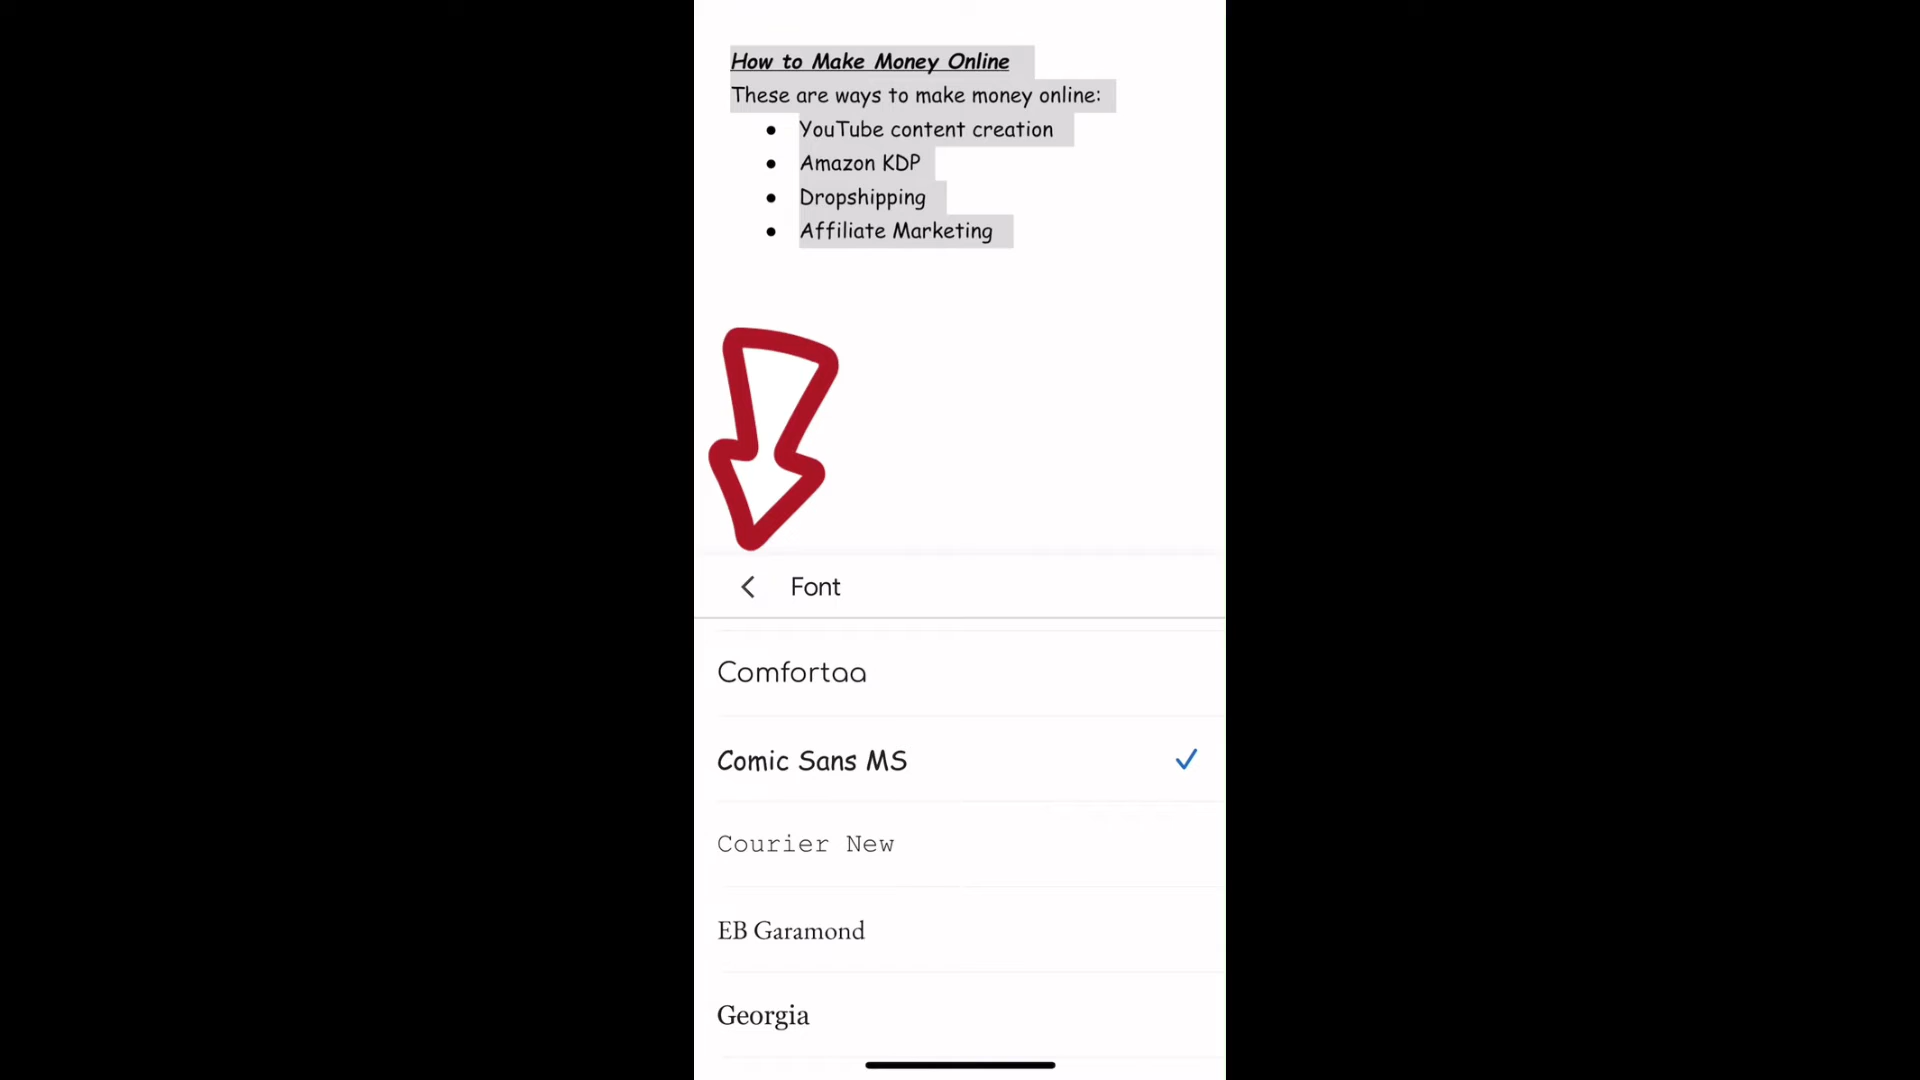 How to Make Money Online
These are ways to make money online:
● YouTube content creation
● Amazon KDP
● Dropshipping
● Affiliate Marketing
Font
Comfortaa
Comic Sans MS
Courier New
EB Garamond
Georgia